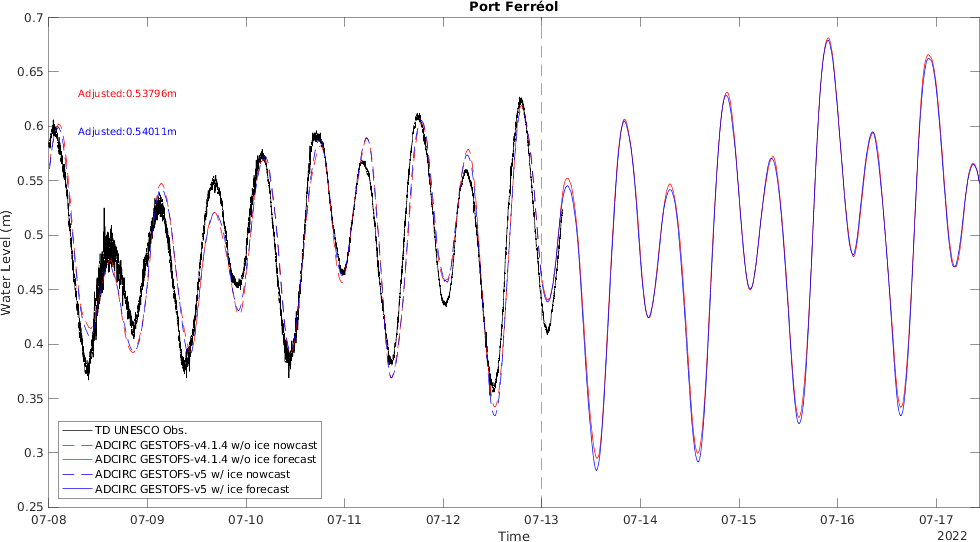 Port Ferréol
0.7
0.65
0.6
0.55
0.5
0.45
0.4
0.35
0.3
0.25
Water Level (m)
Adjusted:0.53796m
Adjusted:0.54011m
TD UNESCO Obs.
ADCIRC GESTOFS-v4.1.4 w/o ice nowcast
ADCIRC GESTOFS-v4.1.4 w/o ice forecast
ADCIRC GESTOFS-v5 w/ ice nowcast
ADCIRC GESTOFS-v5 w/ ice forecast
07-08 07-09 07-10 07-11 07-12 07-13 07-14 07-15 07-16 07-17
Time
2022